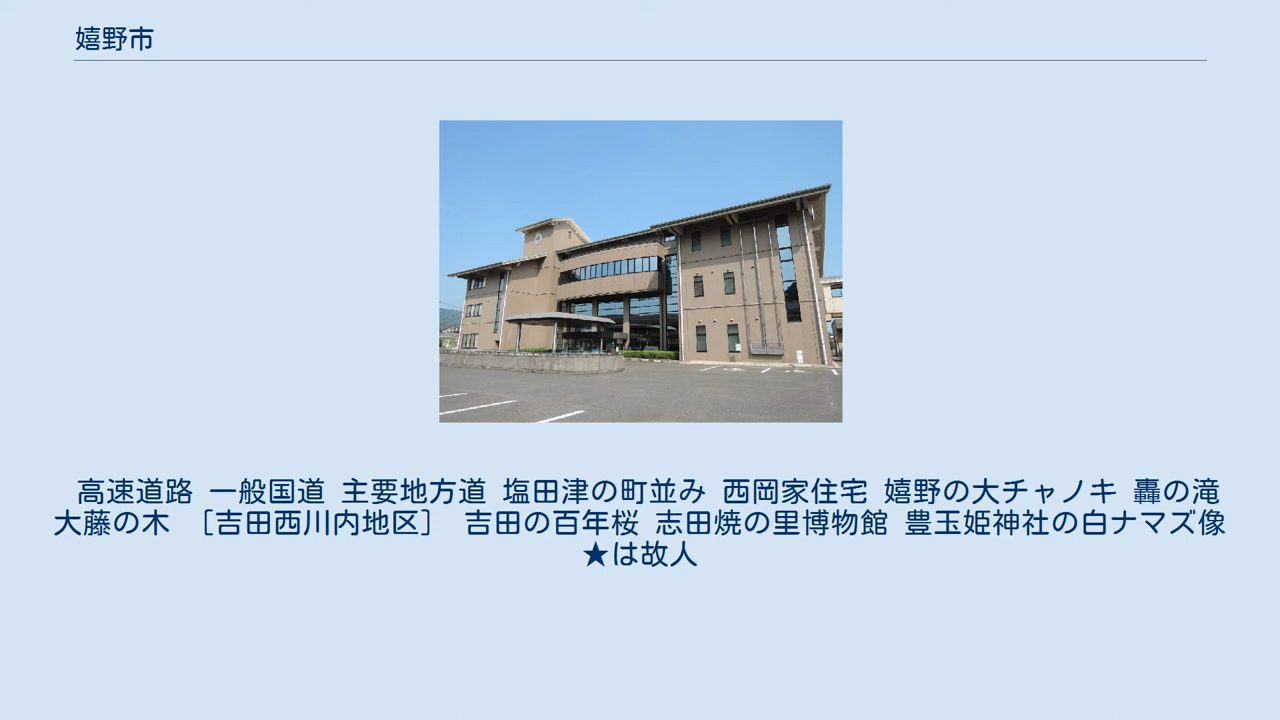 嬉野市
高速道路 一般国道 主要地方道 塩田津の町並み 西岡家住宅 嬉野の大チャノキ 轟の滝
大藤の木 ［吉田西川内地区］ 吉田の百年桜 志田焼の里博物館 豊玉姫神社の白ナマズ像
★は故人